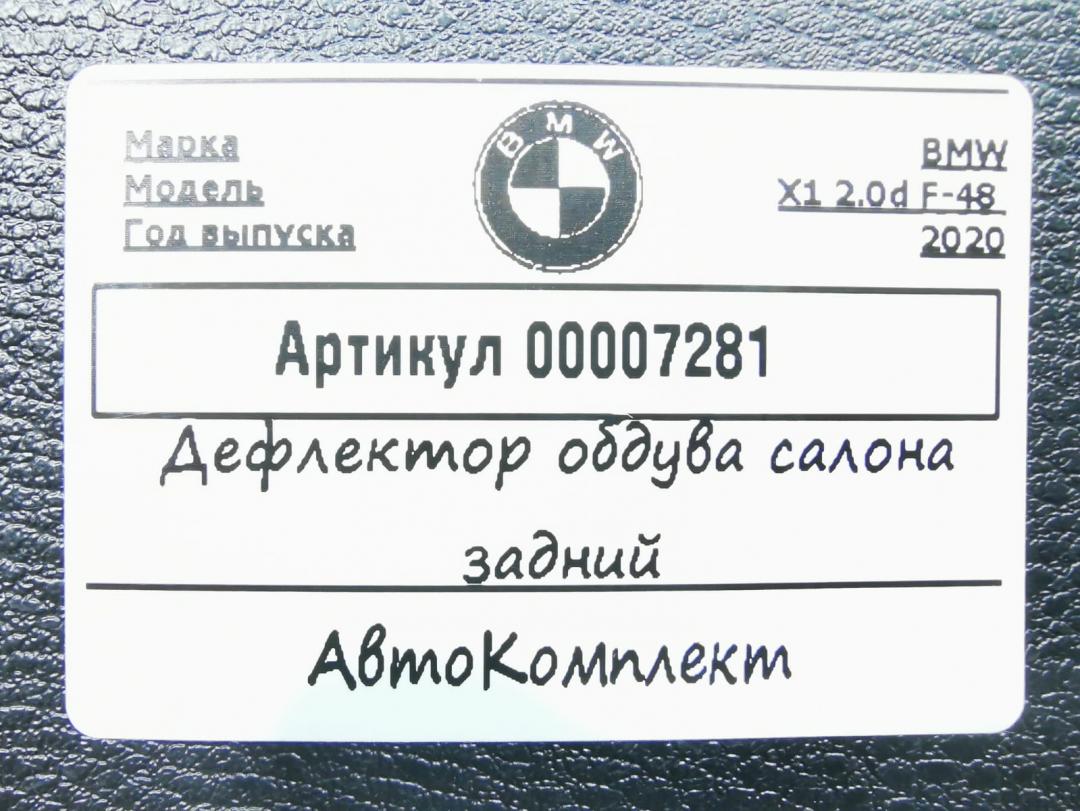 Марка
Модель
Год выпуска
BMW
BMW
X1 2.0d F-48
2020
Артикул 00007281
Дефлектор обдува салона
задний
АвтоКомплект